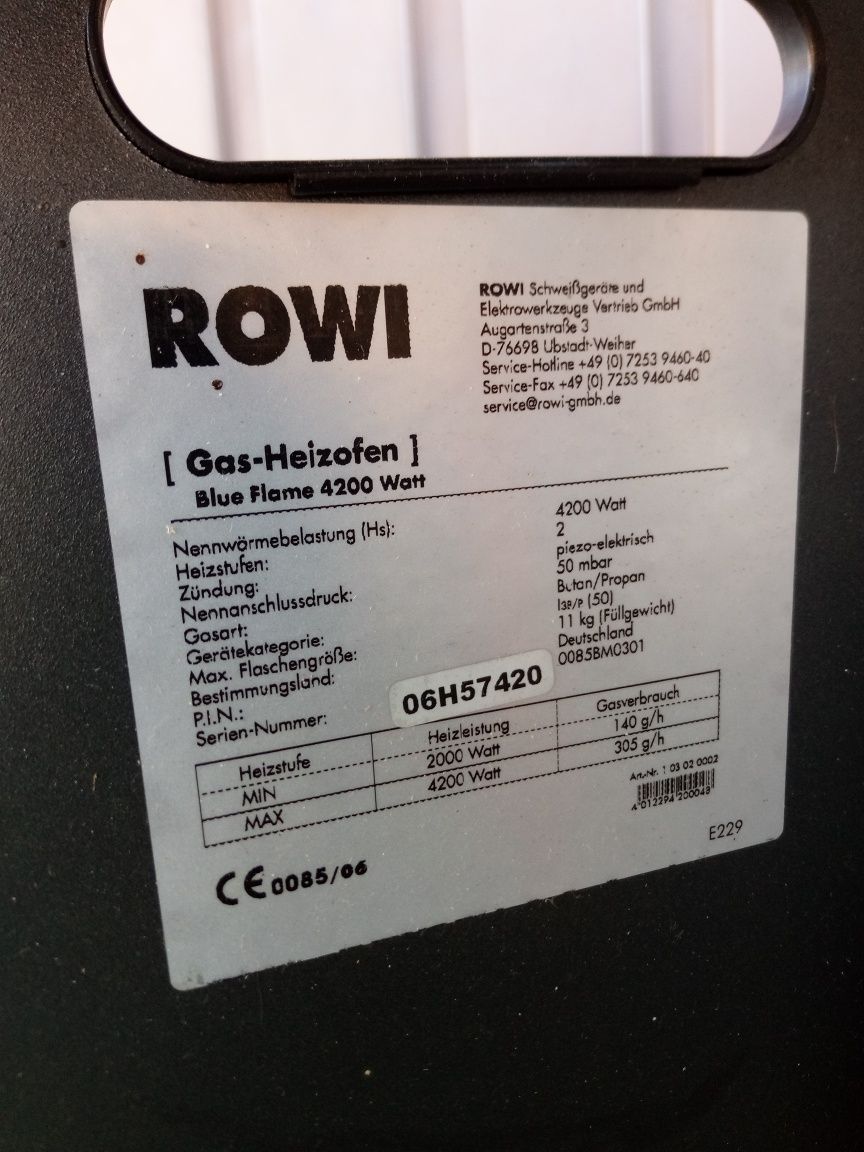 ROWI
ROWI Schweißgeräte und
Elektrowerkzeuge Vertrieb GmbH
Augartenstraße 3
D-76698 Ubstadt-Weiher
Service-Hotline +49 (0) 7253 9460-40
Service-Fax +49 (0) 7253 9460-640
service@rowi-gmbh.de
[ Gas-Heizofen ]
Blue Flame 4200 Watt
Nennwärmebelastung (Hs): 4200 Watt
Heizstufen: 2
Zündung: piezo-elektrisch
Nennanschlussdruck: 50 mbar
Gasart: Butan/Propan
Gerätekategorie: I3B/P (50)
Max. Flaschengröße: 11 kg (Füllgewicht)
Bestimmungsland: Deutschland
P.I.N.: 0085BM0301
Serien-Nummer: 06H57420
Heizstufe Heizleistung Gasverbrauch
MIN 2000 Watt 140 g/h
MAX 4200 Watt 305 g/h
Art.-Nr. 1 03 02 0002
4 012294 200043
CE 0085/06
E229